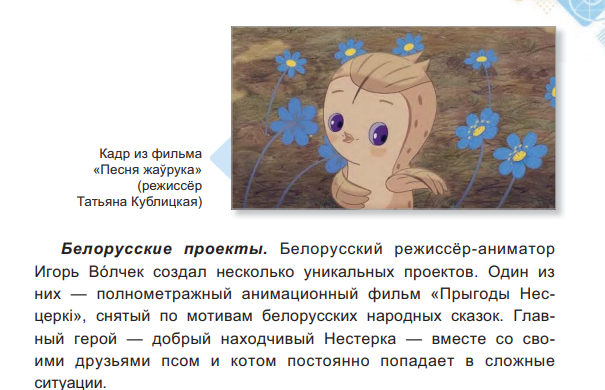 Кадр из фильма
«Песня жаўрука»
(режиссёр
Татьяна Кублицкая)
Белорусские проекты. Белорусский режиссёр-аниматор
Игорь Во́лчек создал несколько уникальных проектов. Один из
них — полнометражный анимационный фильм «Прыгоды Нес-
церкі», снятый по мотивам белорусских народных сказок. Глав-
ный герой — добрый находчивый Нестерка — вместе со сво-
ими друзьями псом и котом постоянно попадает в сложные
ситуации.